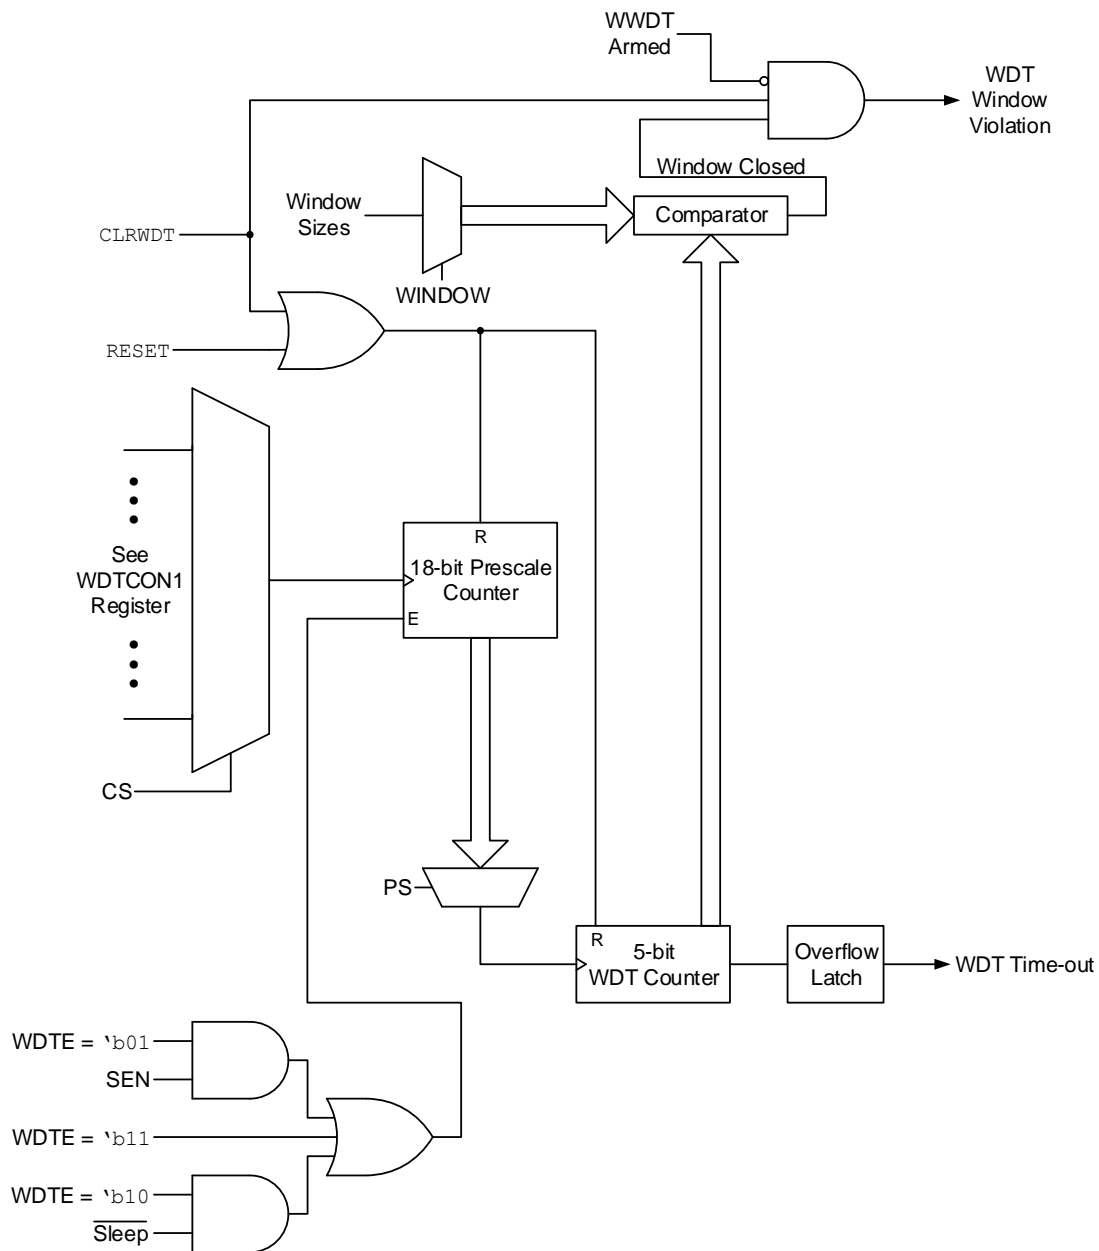 WWDT
Armed
WDT
Window
Violation
Window Closed
Window
Sizes
Comparator
CLRWDT
WINDOW
RESET
R
18-bit Prescale
Counter
E
See
WDTCON1
Register
CS
PS
R
5-bit
WDT Counter
Overflow
Latch
WDT Time-out
WDTE = ‘b01
SEN
WDTE = ‘b11
WDTE = ‘b10
Sleep